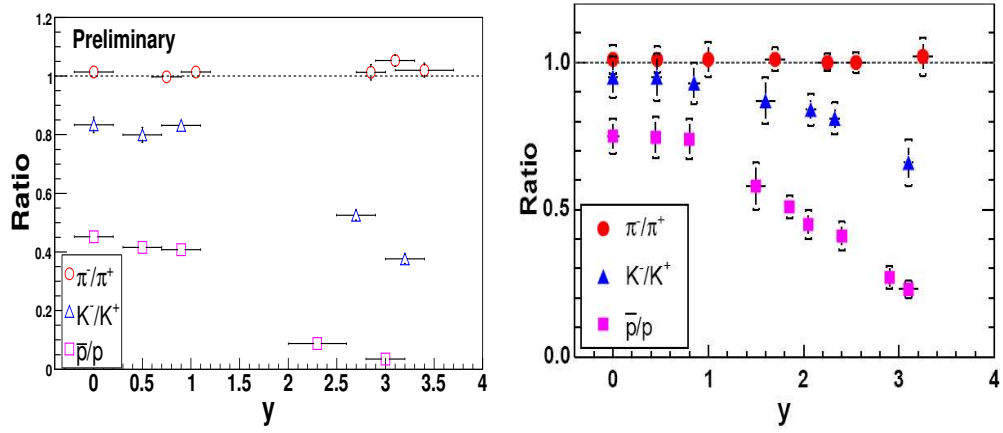 Preliminary
Ratio
1.2
1
0.8
0.6
0.4
0.2
0
π⁻/π⁺
K⁻/K⁺
p̅/p
0 0.5 1 1.5 2 2.5 3 3.5 4
y
Ratio
1.0
0.5
0.0
π⁻/π⁺
K⁻/K⁺
p̅/p
0 1 2 3 4
y